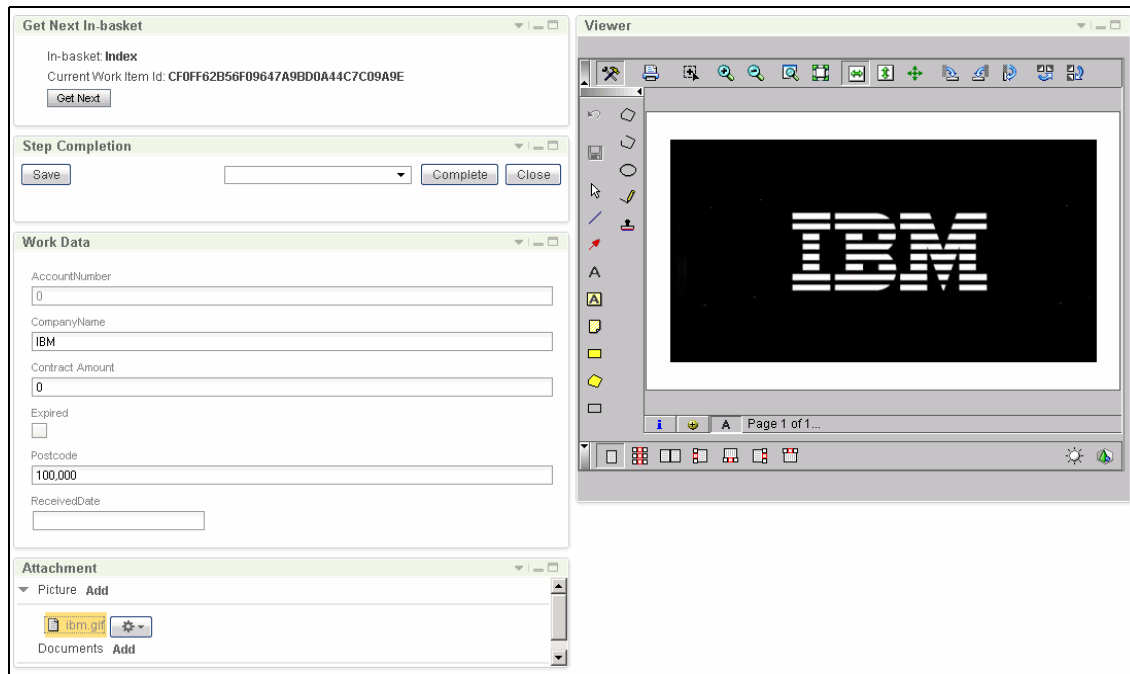 Get Next In-basket
In-basket: Index
Current Work Item Id: CF0FF62B56F09647A9BD0A44C7C09A9E
Get Next
Step Completion
Save
Complete
Close
Work Data
AccountNumber
0
CompanyName
IBM
Contract Amount
0
Expired
Postcode
100,000
ReceivedDate
Attachment
Picture Add
ibm.gif
Documents Add
Viewer
A
A
IBM
i
A
Page 1 of 1...